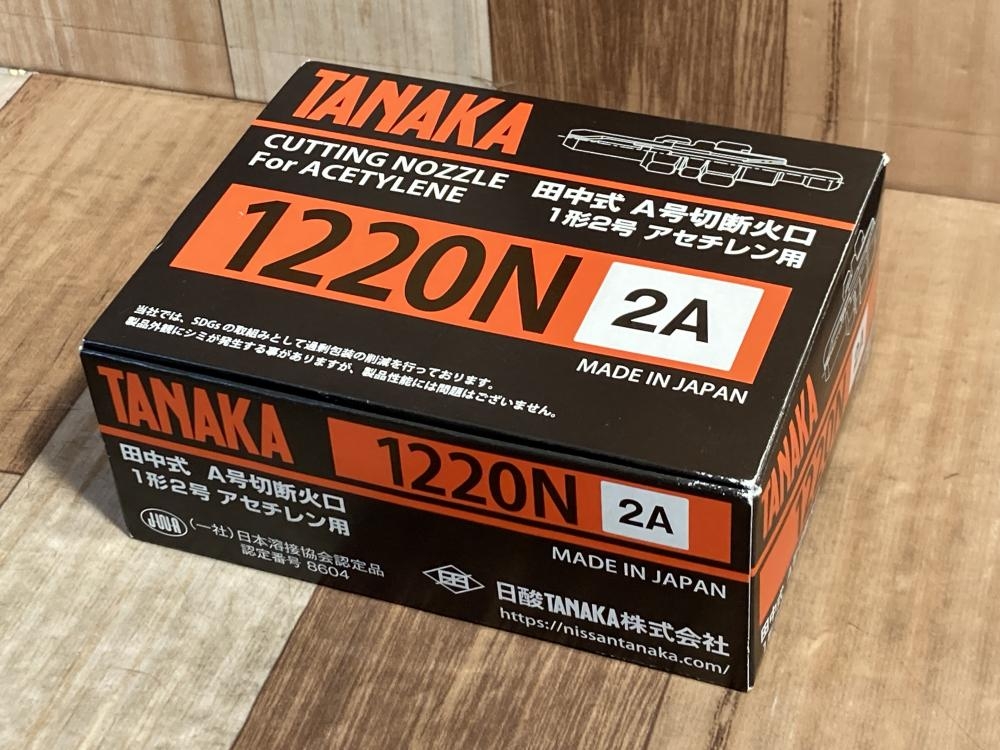 TANAKA
CUTTING NOZZLE
For ACETYLENE
田中式 A号切断火口
1形2号 アセチレン用
1220N 2A
当社では、SDGsの取組みとして過剰包装の削減を行っております。
製品外観にシミが発生する事がありますが、製品性能には問題はございません。
MADE IN JAPAN
TANAKA
田中式 A号切断火口
1形2号 アセチレン用
1220N 2A
MADE IN JAPAN
(一社)日本溶接協会認定品
認定番号 8604
日酸TANAKA株式会社
https://nissantanaka.com/
TANAKA